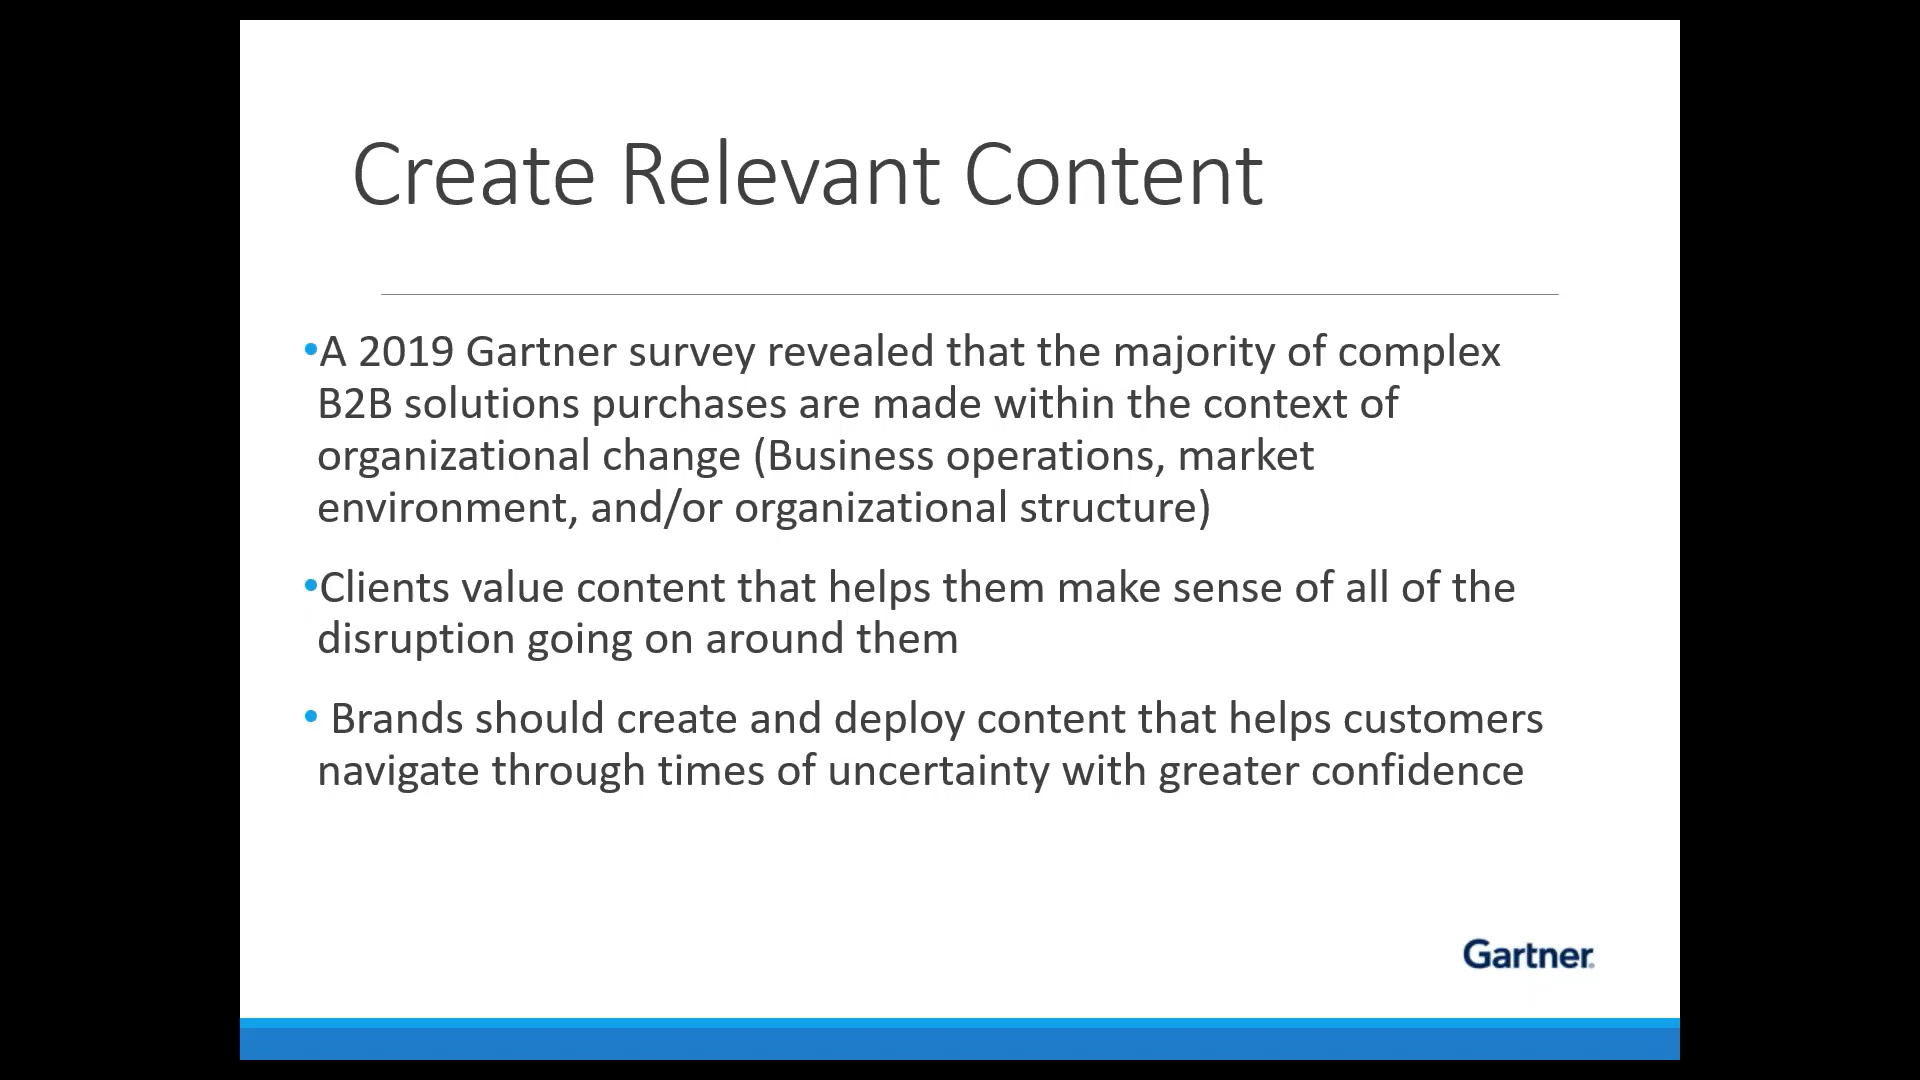 Create Relevant Content
•A 2019 Gartner survey revealed that the majority of complex
B2B solutions purchases are made within the context of
organizational change (Business operations, market
environment, and/or organizational structure)
•Clients value content that helps them make sense of all of the
disruption going on around them
• Brands should create and deploy content that helps customers
navigate through times of uncertainty with greater confidence
Gartner®